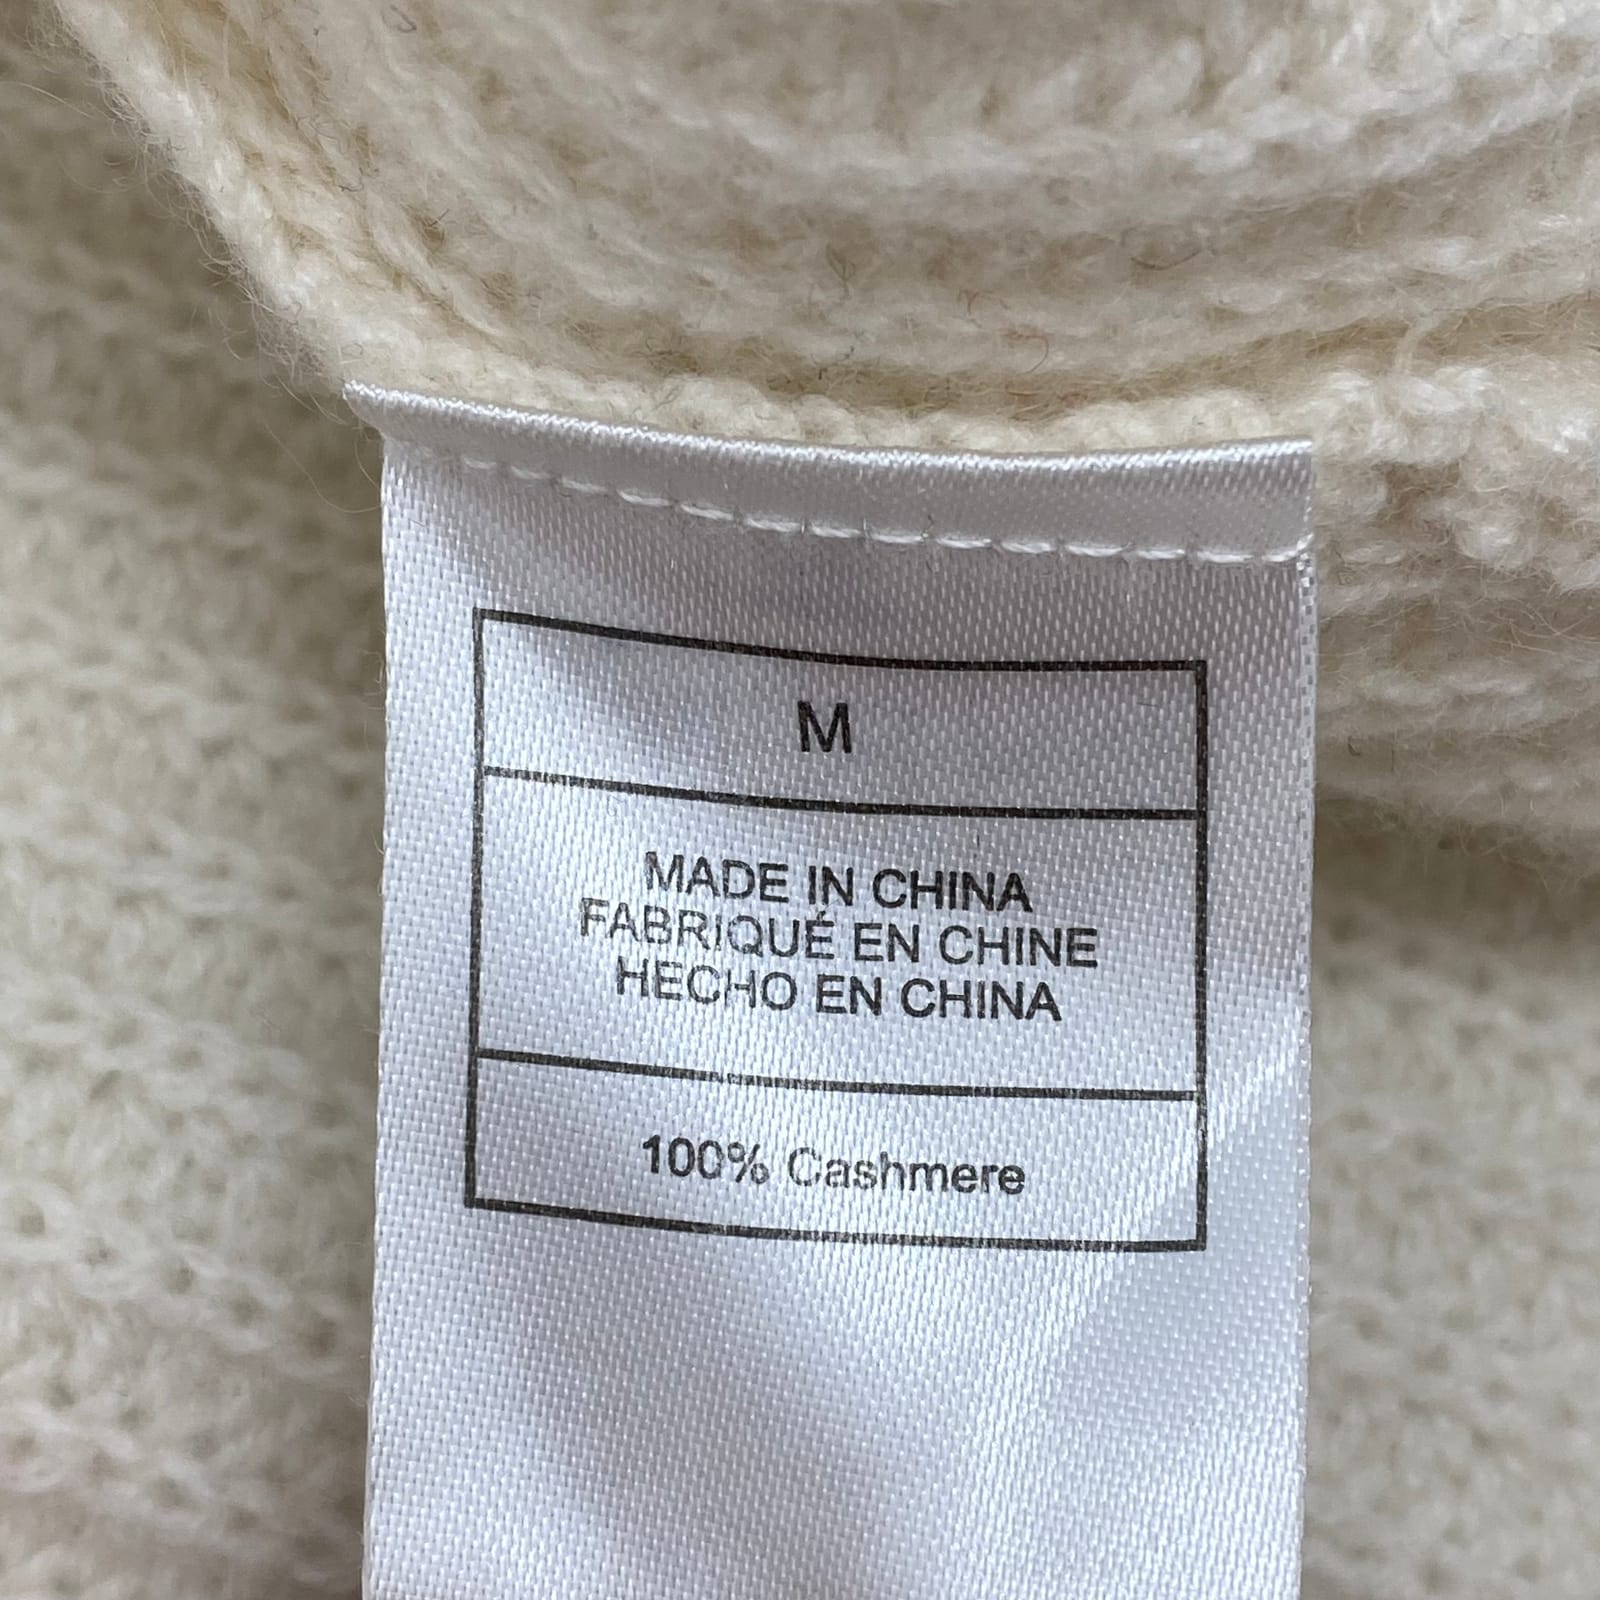 M
MADE IN CHINA
FABRIQUÉ EN CHINE
HECHO EN CHINA
100% Cashmere